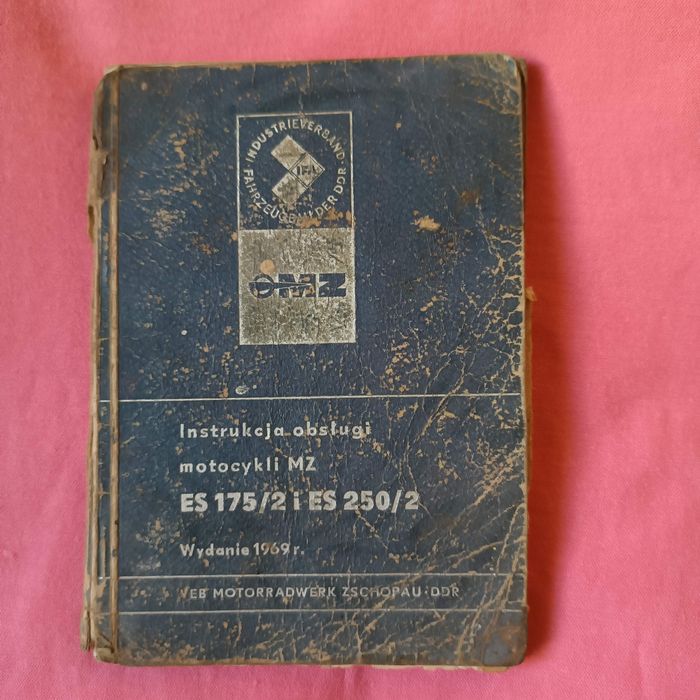 INDUSTRIEVERBAND
FAHRZEUGBAU DER DDR
IFA
MZ
Instrukcja obsługi
motocykli MZ
ES 175/2 i ES 250/2
Wydanie 1969 r.
VEB MOTORRADWERK ZSCHOPAU · DDR